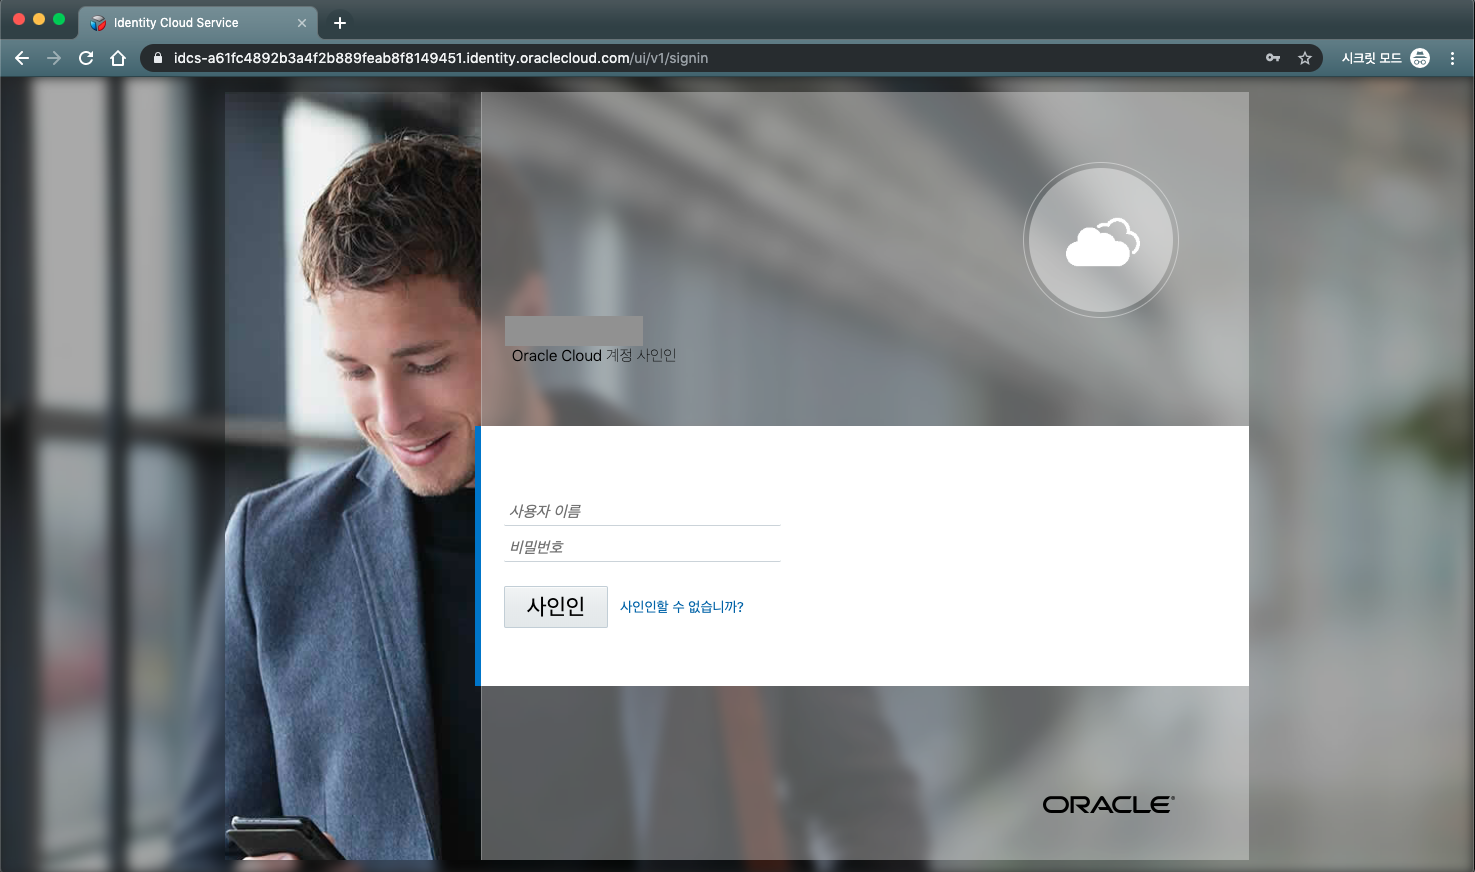 Identity Cloud Service
idcs-a61fc4892b3a4f2b889feab8f8149451.identity.oraclecloud.com/ui/v1/signin
시크릿 모드
Oracle Cloud 계정 사인인
사용자 이름
비밀번호
사인인
사인인할 수 없습니까?
ORACLE®